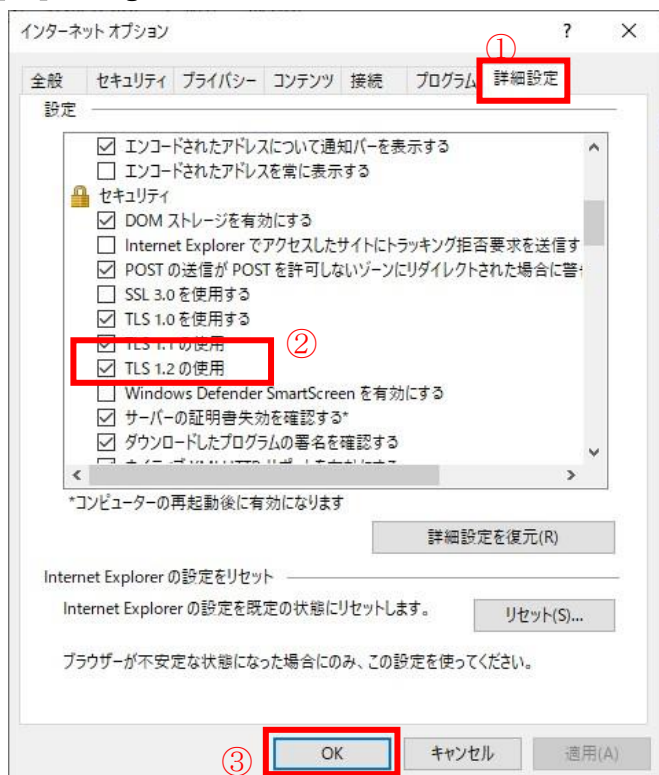 インターネット オプション ? ×
①
全般 セキュリティ プライバシー コンテンツ 接続 プログラム 詳細設定
設定
エンコードされたアドレスについて通知バーを表示する
エンコードされたアドレスを常に表示する
セキュリティ
DOM ストレージを有効にする
Internet Explorer でアクセスしたサイトにトラッキング拒否要求を送信す
POST の送信が POST を許可しないゾーンにリダイレクトされた場合に警
SSL 3.0 を使用する
TLS 1.0 を使用する
TLS 1.1 の使用
②
TLS 1.2 の使用
Windows Defender SmartScreen を有効にする
サーバーの証明書失効を確認する*
ダウンロードしたプログラムの署名を確認する
*コンピューターの再起動後に有効になります
詳細設定を復元(R)
Internet Explorer の設定をリセット
Internet Explorer の設定を既定の状態にリセットします。 リセット(S)...
ブラウザーが不安定な状態になった場合にのみ、この設定を使ってください。
③ OK キャンセル 適用(A)